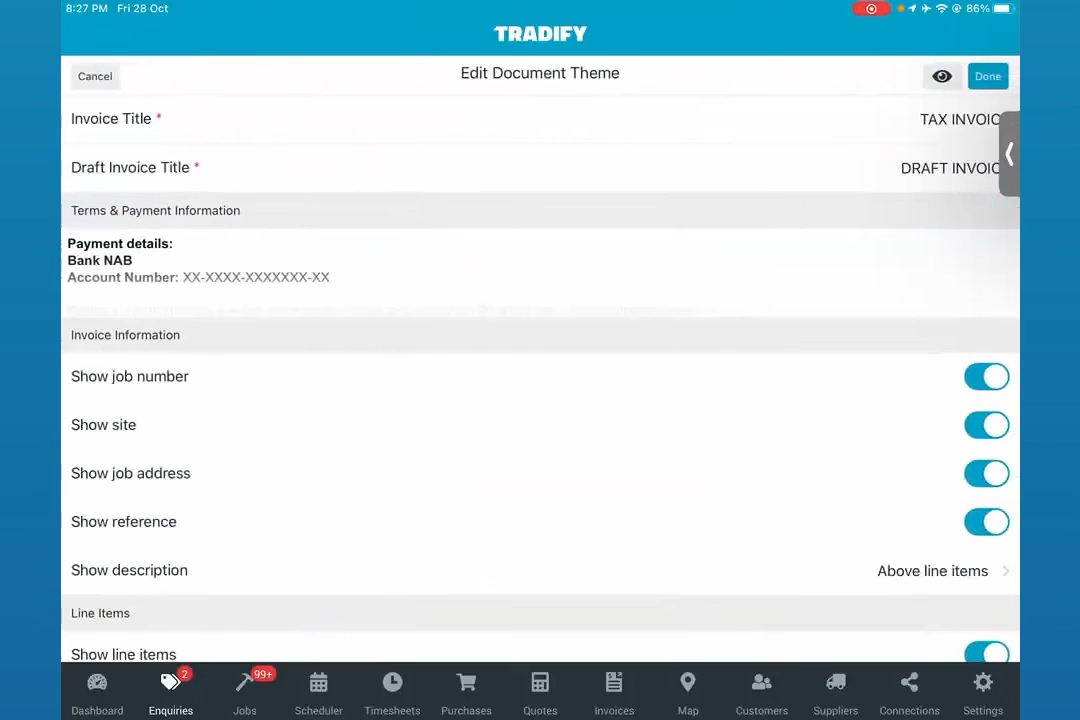 8:27 PM Fri 28 Oct 86%
TRADIFY
Cancel Edit Document Theme Done
Invoice Title * TAX INVOIC
Draft Invoice Title * DRAFT INVOIC
Terms & Payment Information
Payment details:
Bank NAB
Account Number: XX-XXXX-XXXXXXX-XX
Invoice Information
Show job number
Show site
Show job address
Show reference
Show description Above line items
Line Items
Show line items
2 99+
Dashboard Enquiries Jobs Scheduler Timesheets Purchases Quotes Invoices Map Customers Suppliers Connections Settings